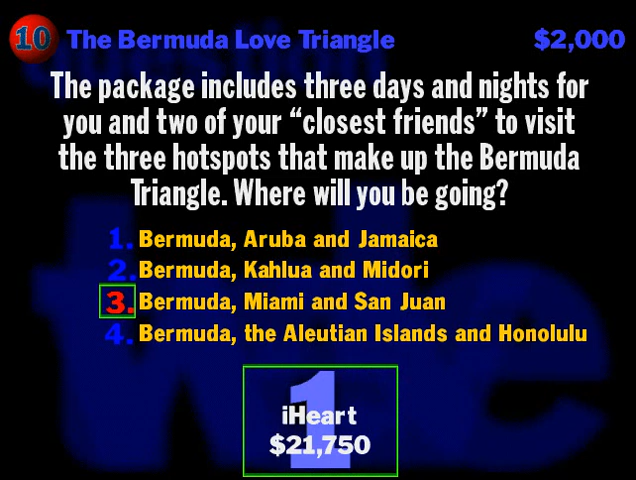 10 The Bermuda Love Triangle $2,000
The package includes three days and nights for
you and two of your “closest friends” to visit
the three hotspots that make up the Bermuda
Triangle. Where will you be going?
1. Bermuda, Aruba and Jamaica
2. Bermuda, Kahlua and Midori
3. Bermuda, Miami and San Juan
4. Bermuda, the Aleutian Islands and Honolulu
1
iHeart
$21,750